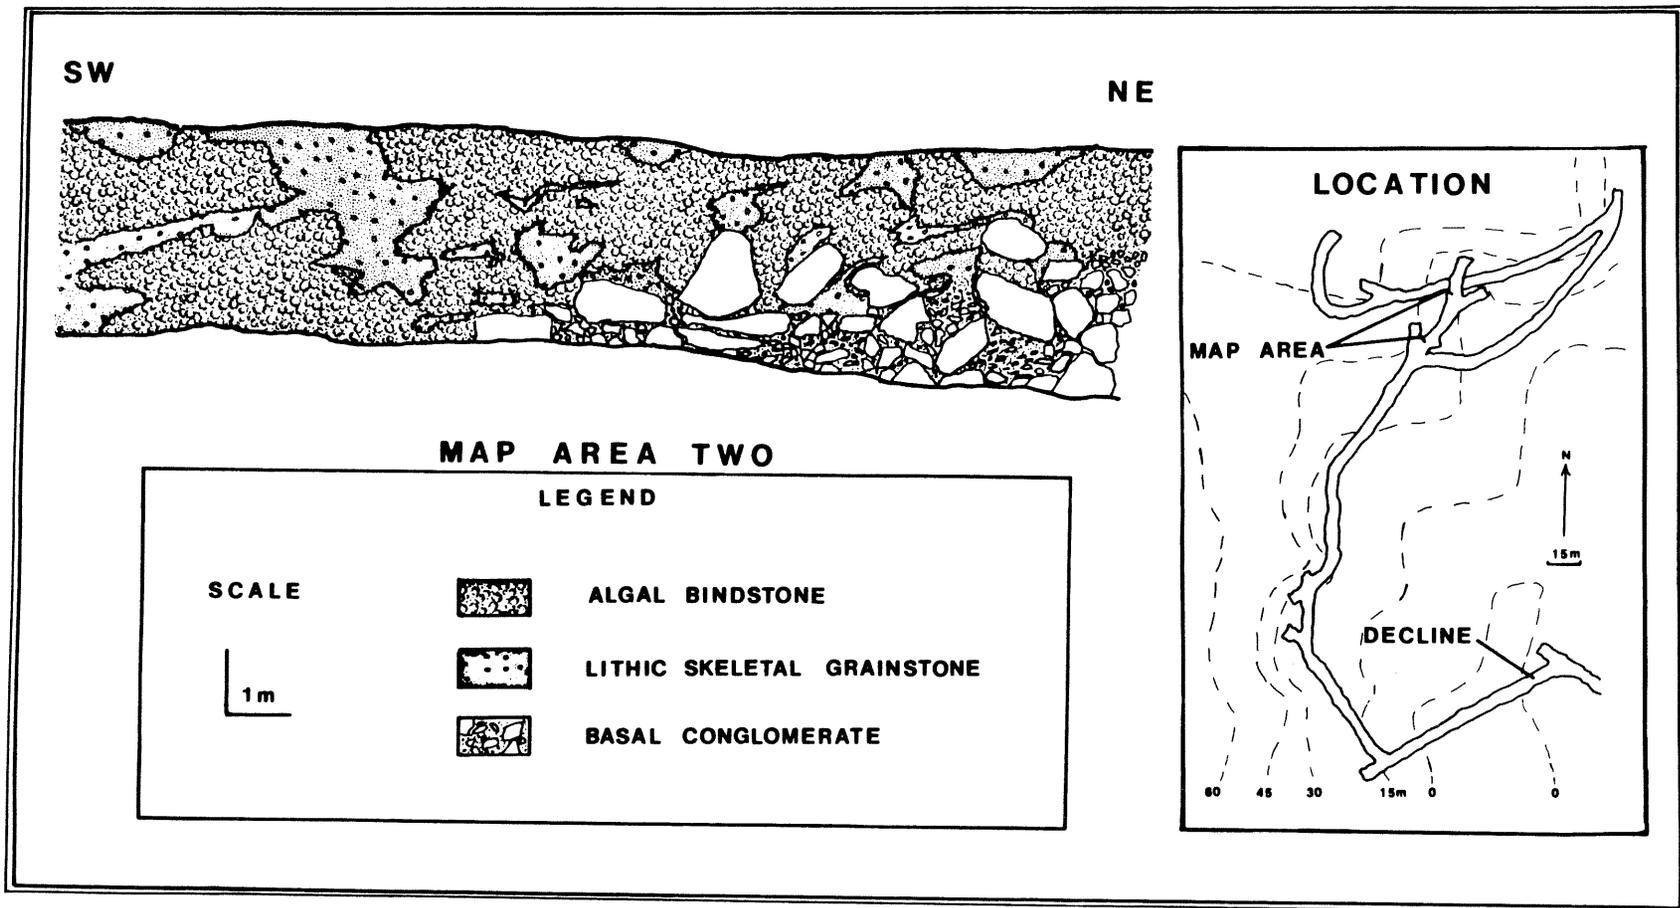 SW
NE
MAP AREA TWO
LEGEND
SCALE
1m
ALGAL BINDSTONE
LITHIC SKELETAL GRAINSTONE
BASAL CONGLOMERATE
LOCATION
MAP AREA
N
15m
DECLINE
60 45 30 15m 0 0